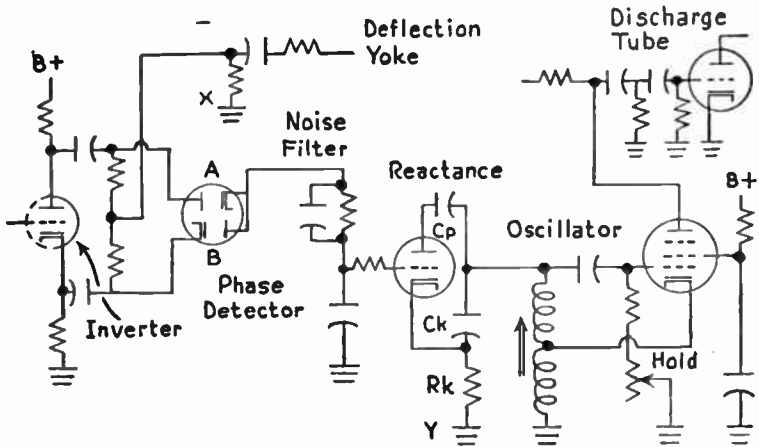 Deflection
Yoke
Discharge
Tube
B+
X
Noise
Filter
A
B
Phase
Detector
Inverter
Reactance
Cp
Ck
Rk
Y
Oscillator
Hold
B+